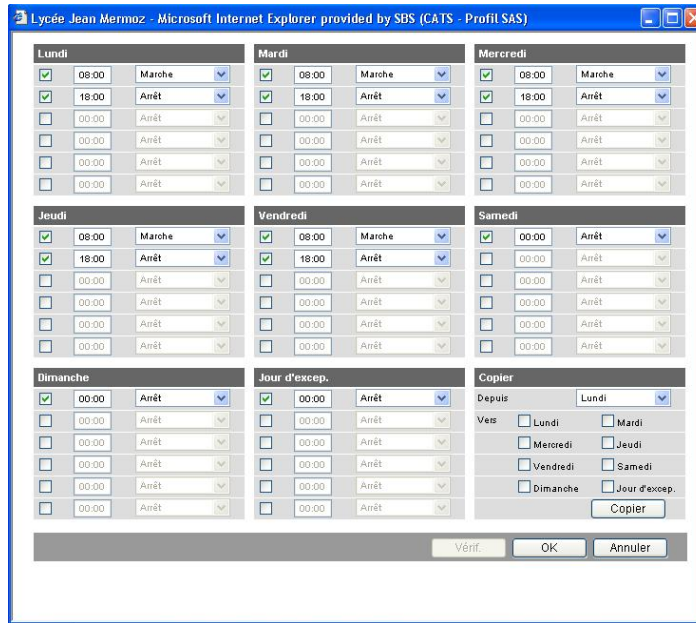 Lycée Jean Mermoz - Microsoft Internet Explorer provided by SBS (CATS - Profil SAS)
Lundi
08:00 Marche
18:00 Arrêt
00:00 Arrêt
00:00 Arrêt
00:00 Arrêt
00:00 Arrêt
Mardi
08:00 Marche
18:00 Arrêt
00:00 Arrêt
00:00 Arrêt
00:00 Arrêt
00:00 Arrêt
Mercredi
08:00 Marche
18:00 Arrêt
00:00 Arrêt
00:00 Arrêt
00:00 Arrêt
00:00 Arrêt
Jeudi
08:00 Marche
18:00 Arrêt
00:00 Arrêt
00:00 Arrêt
00:00 Arrêt
00:00 Arrêt
Vendredi
08:00 Marche
18:00 Arrêt
00:00 Arrêt
00:00 Arrêt
00:00 Arrêt
00:00 Arrêt
Samedi
00:00 Arrêt
00:00 Arrêt
00:00 Arrêt
00:00 Arrêt
00:00 Arrêt
00:00 Arrêt
Dimanche
00:00 Arrêt
00:00 Arrêt
00:00 Arrêt
00:00 Arrêt
00:00 Arrêt
00:00 Arrêt
Jour d'excep.
00:00 Arrêt
00:00 Arrêt
00:00 Arrêt
00:00 Arrêt
00:00 Arrêt
00:00 Arrêt
Copier
Depuis Lundi
Vers Lundi Mardi
Mercredi Jeudi
Vendredi Samedi
Dimanche Jour d'excep.
Copier
Vérif. OK Annuler